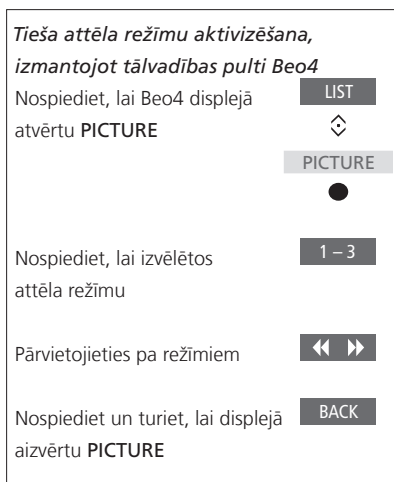 Tieša attēla režīmu aktivizēšana,
izmantojot tālvadības pulti Beo4
Nospiediet, lai Beo4 displejā
atvērtu PICTURE
LIST
PICTURE
Nospiediet, lai izvēlētos
attēla režīmu
1 – 3
Pārvietojieties pa režīmiem
Nospiediet un turiet, lai displejā
aizvērtu PICTURE
BACK